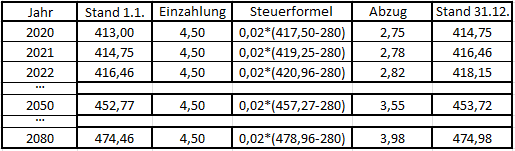 Jahr Stand 1.1. Einzahlung Steuerformel Abzug Stand 31.12.
2020 413,00 4,50 0,02*(417,50-280) 2,75 414,75
2021 414,75 4,50 0,02*(419,25-280) 2,78 416,46
2022 416,46 4,50 0,02*(420,96-280) 2,82 418,15
...
2050 452,77 4,50 0,02*(457,27-280) 3,55 453,72
...
2080 474,46 4,50 0,02*(478,96-280) 3,98 474,98